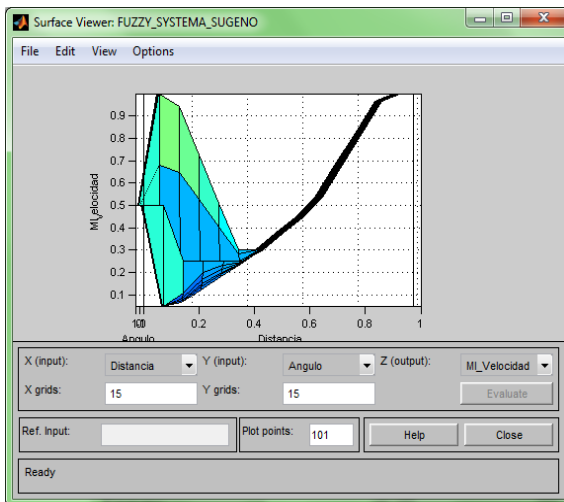 Surface Viewer: FUZZY_SYSTEMA_SUGENO
File Edit View Options
0.9
0.8
0.7
0.6
0.5
0.4
0.3
0.2
0.1
MI_Velocidad
0.2 0.4 0.6 0.8 1
Angulo Distancia
X (input): Distancia Y (input): Angulo Z (output): MI_Velocidad
X grids: 15 Y grids: 15 Evaluate
Ref. Input: Plot points: 101 Help Close
Ready